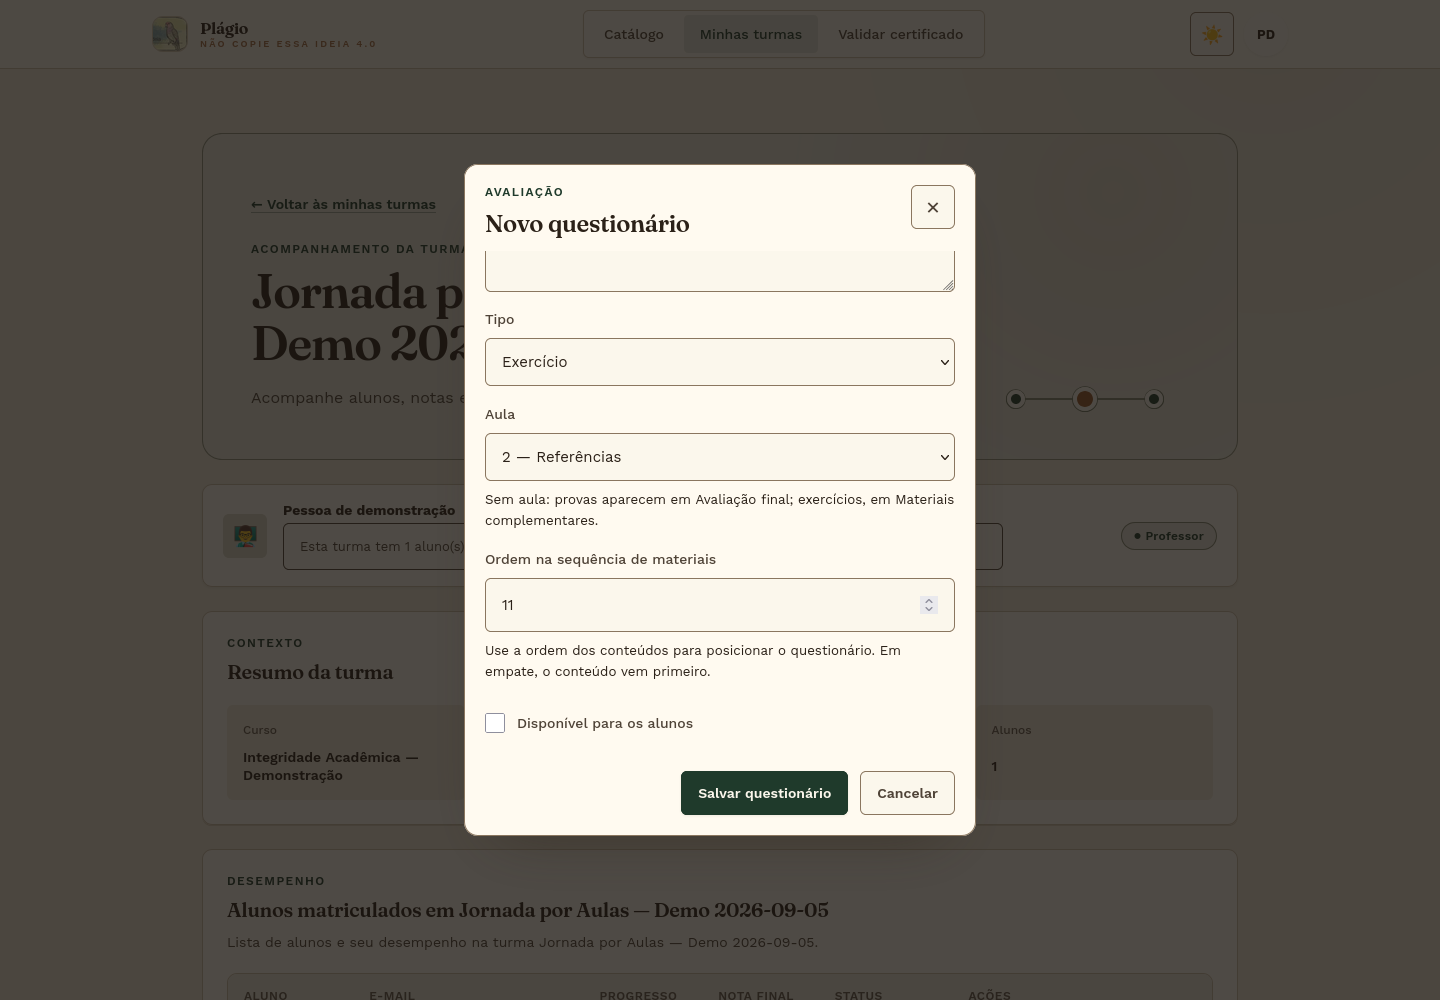 Plágio
NÃO COPIE ESSA IDEIA 4.0
Catálogo
Minhas turmas
Validar certificado
PD
← Voltar às minhas turmas
ACOMPANHAMENTO DA TURMA
Jornada p
Demo 202
Acompanhe alunos, notas e
Pessoa de demonstração
Esta turma tem 1 aluno(s)
Professor
CONTEXTO
Resumo da turma
Curso
Integridade Acadêmica —
Demonstração
Alunos
1
AVALIAÇÃO
Novo questionário
Tipo
Exercício
Aula
2 — Referências
Sem aula: provas aparecem em Avaliação final; exercícios, em Materiais
complementares.
Ordem na sequência de materiais
11
Use a ordem dos conteúdos para posicionar o questionário. Em
empate, o conteúdo vem primeiro.
Disponível para os alunos
Salvar questionário
Cancelar
DESEMPENHO
Alunos matriculados em Jornada por Aulas — Demo 2026-09-05
Lista de alunos e seu desempenho na turma Jornada por Aulas — Demo 2026-09-05.
ALUNO
E-MAIL
PROGRESSO
NOTA FINAL
STATUS
AÇÕES